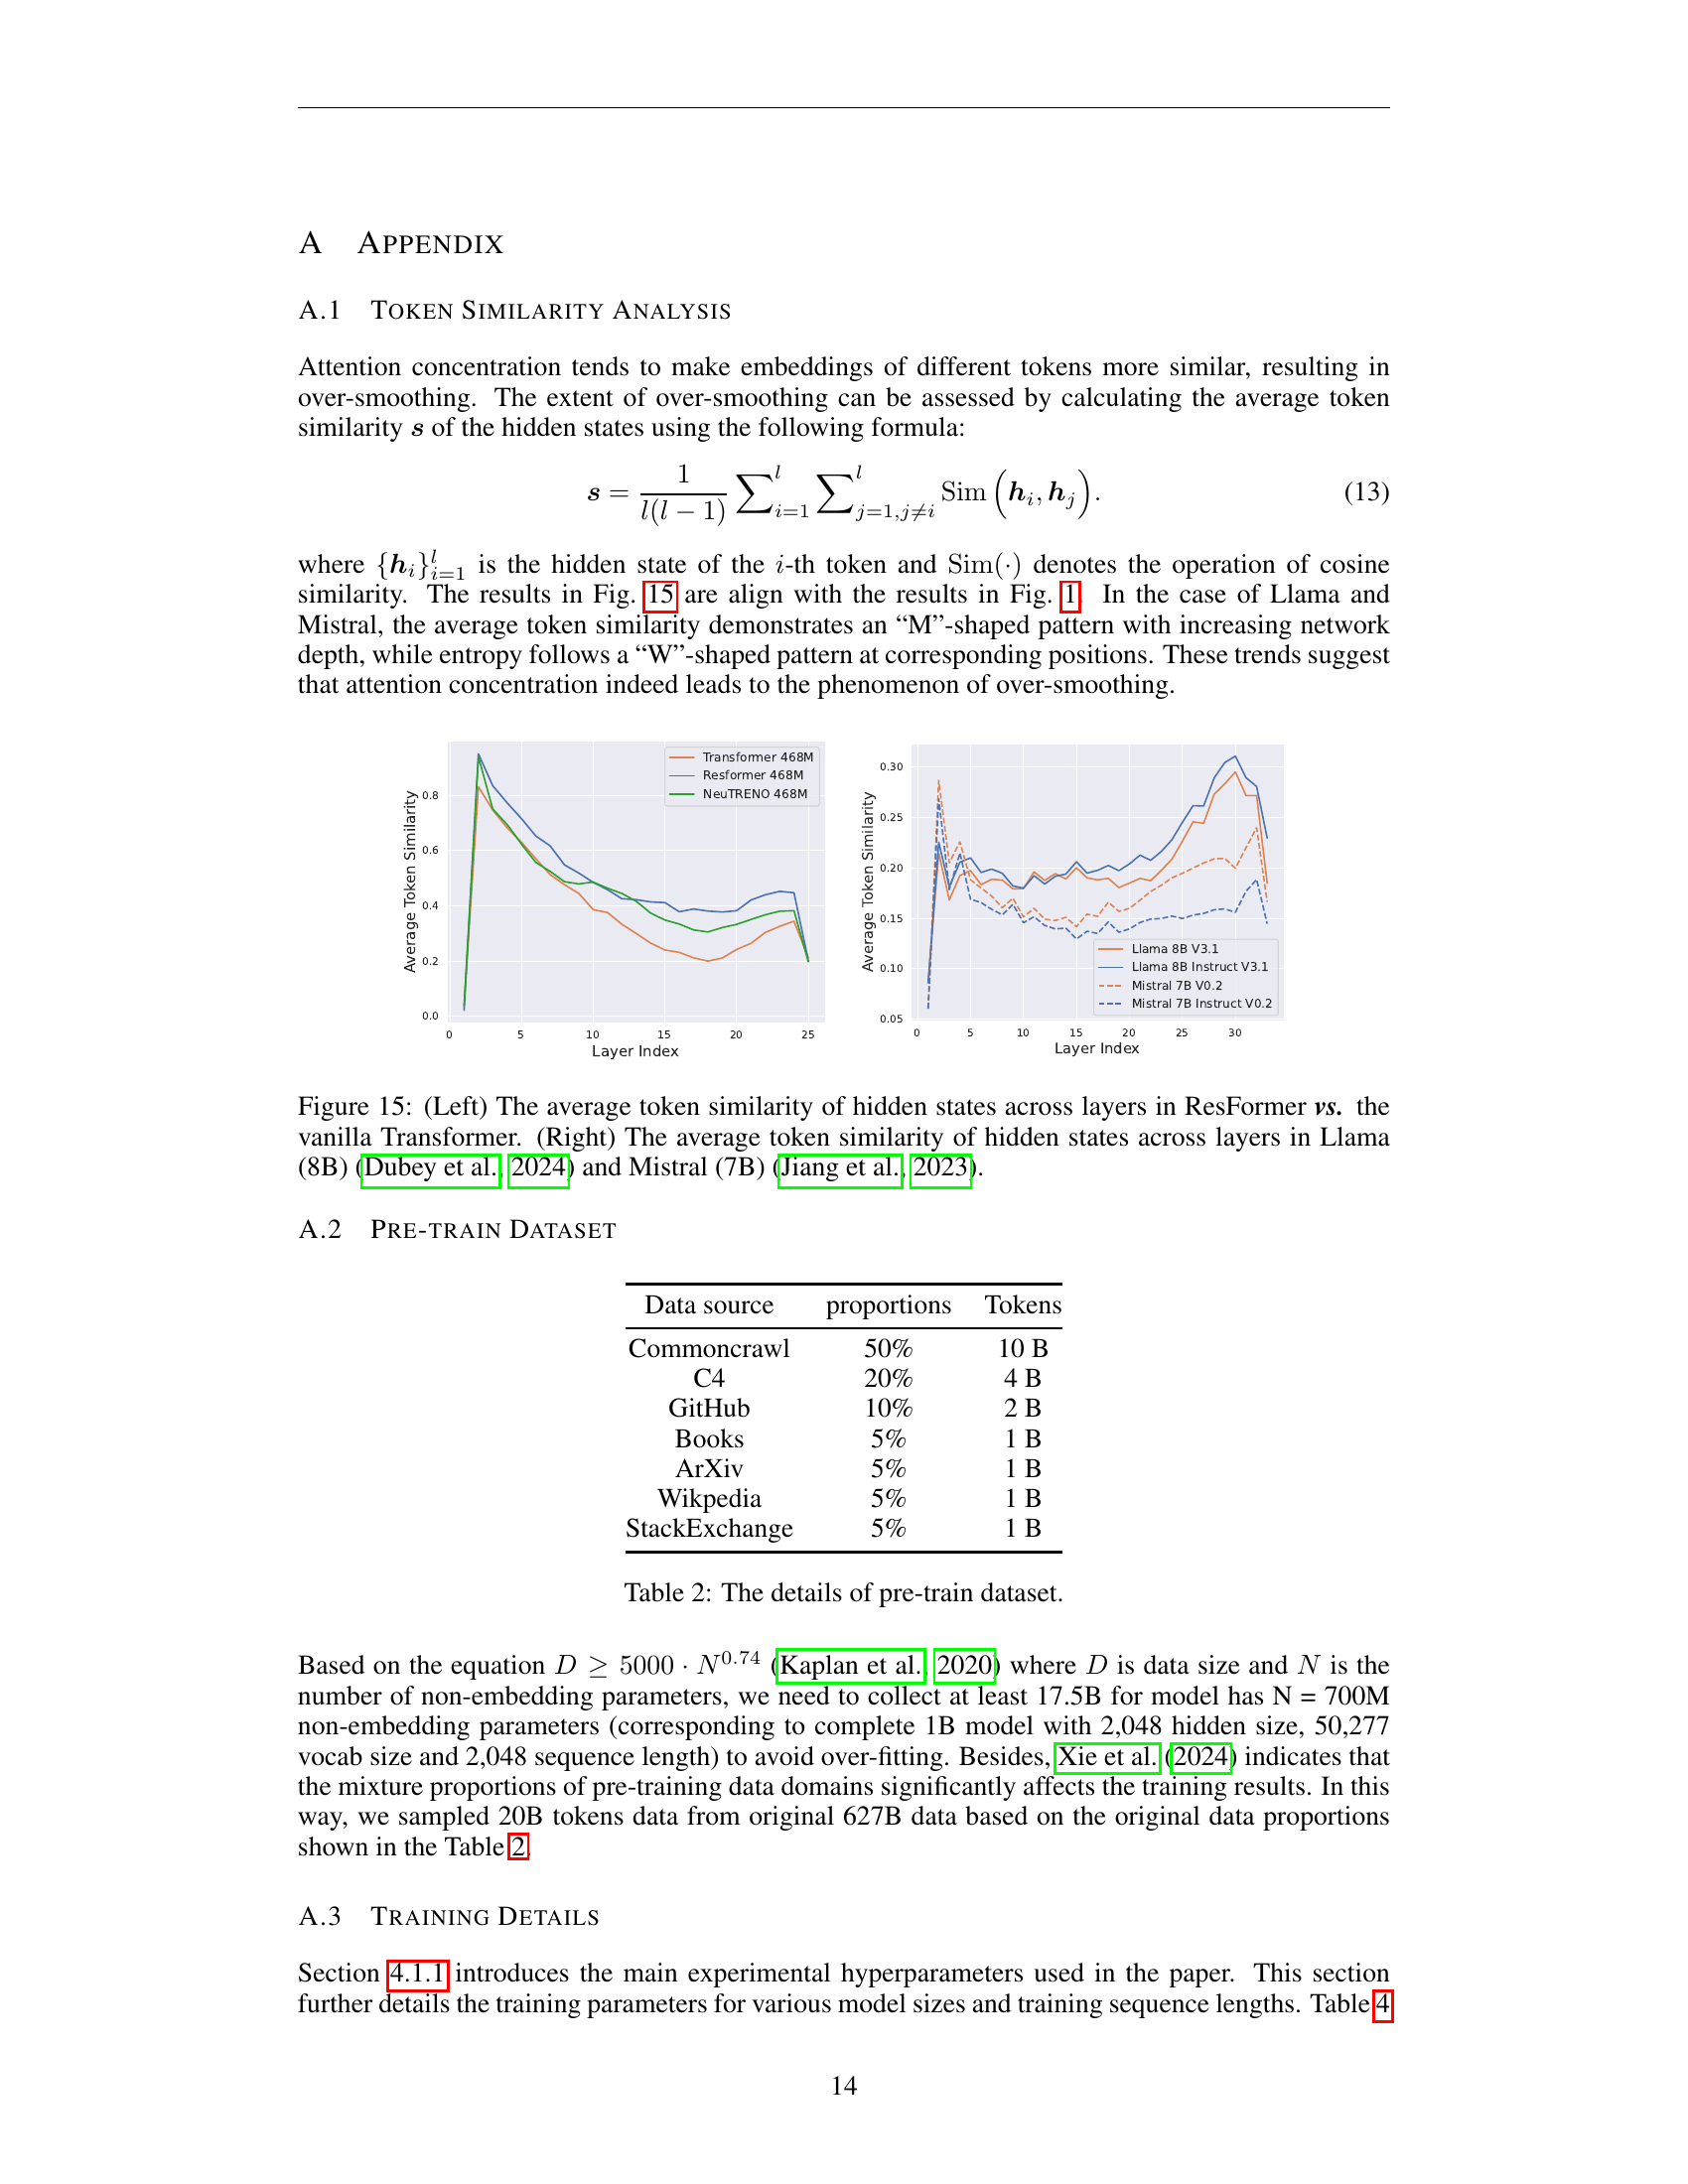 A APPENDIX
A.1 TOKEN SIMILARITY ANALYSIS
Attention concentration tends to make embeddings of different tokens more similar, resulting in
over-smoothing. The extent of over-smoothing can be assessed by calculating the average token
similarity s of the hidden states using the following formula:
s = \frac{1}{l(l − 1)} \sum_{i=1}^{l} \sum_{j=1,j≠i}^{l} Sim (h_i, h_j). (13)
where {h_i}_{i=1}^{l} is the hidden state of the i-th token and Sim(·) denotes the operation of cosine
similarity. The results in Fig. 15 are align with the results in Fig. 1. In the case of Llama and
Mistral, the average token similarity demonstrates an “M”-shaped pattern with increasing network
depth, while entropy follows a “W”-shaped pattern at corresponding positions. These trends suggest
that attention concentration indeed leads to the phenomenon of over-smoothing.
Average Token Similarity
0.8
0.6
0.4
0.2
0.0
Transformer 468M
Resformer 468M
NeuTRENO 468M
0 5 10 15 20 25
Layer Index
Average Token Similarity
0.30
0.25
0.20
0.15
0.10
0.05
Llama 8B V3.1
Llama 8B Instruct V3.1
Mistral 7B V0.2
Mistral 7B Instruct V0.2
0 5 10 15 20 25 30
Layer Index
Figure 15: (Left) The average token similarity of hidden states across layers in ResFormer vs. the
vanilla Transformer. (Right) The average token similarity of hidden states across layers in Llama
(8B) (Dubey et al., 2024) and Mistral (7B) (Jiang et al., 2023).
A.2 PRE-TRAIN DATASET
Data source proportions Tokens
Commoncrawl 50% 10 B
C4 20% 4 B
GitHub 10% 2 B
Books 5% 1 B
ArXiv 5% 1 B
Wikpedia 5% 1 B
StackExchange 5% 1 B
Table 2: The details of pre-train dataset.
Based on the equation D ≥ 5000 · N^{0.74} (Kaplan et al., 2020) where D is data size and N is the
number of non-embedding parameters, we need to collect at least 17.5B for model has N = 700M
non-embedding parameters (corresponding to complete 1B model with 2,048 hidden size, 50,277
vocab size and 2,048 sequence length) to avoid over-fitting. Besides, Xie et al. (2024) indicates that
the mixture proportions of pre-training data domains significantly affects the training results. In this
way, we sampled 20B tokens data from original 627B data based on the original data proportions
shown in the Table 2.
A.3 TRAINING DETAILS
Section 4.1.1 introduces the main experimental hyperparameters used in the paper. This section
further details the training parameters for various model sizes and training sequence lengths. Table 4
14